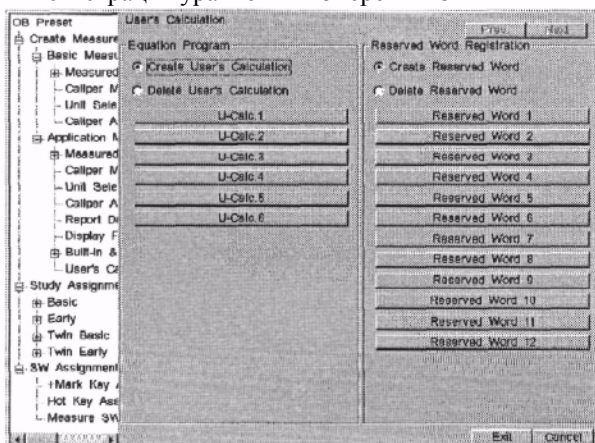 OB Preset
Create Measure
Basic Measu
Measured
Caliper M
Unit Sele
Caliper A
Application M
Measured
Caliper M
Unit Sele
Caliper A
Report De
Display F
Built-in &
User's Ca
Study Assignme
Basic
Early
Twin Basic
Twin Early
SW Assignment
+Mark Key A
Hot Key Ass
Measure SW
User's Calculation
Prev.
Next
Equation Program
Create User's Calculation
Delete User's Calculation
U-Calc.1
U-Calc.2
U-Calc.3
U-Calc.4
U-Calc.5
U-Calc.6
Reserved Word Registration
Create Reserved Word
Delete Reserved Word
Reserved Word 1
Reserved Word 2
Reserved Word 3
Reserved Word 4
Reserved Word 5
Reserved Word 6
Reserved Word 7
Reserved Word 8
Reserved Word 9
Reserved Word 10
Reserved Word 11
Reserved Word 12
Exit
Cancel